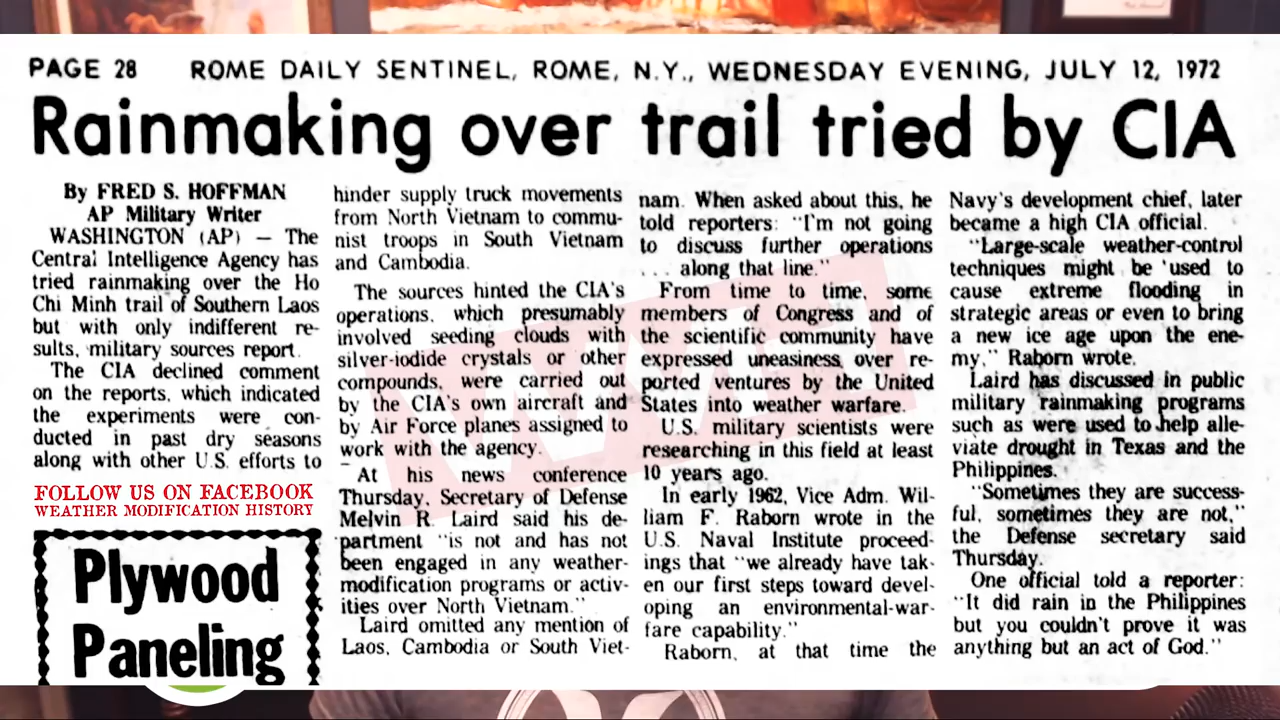 PAGE 28 ROME DAILY SENTINEL, ROME, N.Y., WEDNESDAY EVENING, JULY 12, 1972
Rainmaking over trail tried by CIA
By FRED S. HOFFMAN
AP Military Writer
WASHINGTON (AP) — The
Central Intelligence Agency has
tried rainmaking over the Ho
Chi Minh trail of Southern Laos
but with only indifferent re-
sults, military sources report.
The CIA declined comment
on the reports, which indicated
the experiments were con-
ducted in past dry seasons
along with other U.S. efforts to
FOLLOW US ON FACEBOOK
WEATHER MODIFICATION HISTORY
Plywood
Paneling
hinder supply truck movements
from North Vietnam to commu-
nist troops in South Vietnam
and Cambodia.
The sources hinted the CIA's
operations, which presumably
involved seeding clouds with
silver-iodide crystals or other
compounds, were carried out
by the CIA's own aircraft and
by Air Force planes assigned to
work with the agency.
At his news conference
Thursday, Secretary of Defense
Melvin R. Laird said his de-
partment "is not and has not
been engaged in any weather-
modification programs or activ-
ities over North Vietnam."
Laird omitted any mention of
Laos, Cambodia or South Viet-
nam. When asked about this, he
told reporters: "I'm not going
to discuss further operations
. . . along that line."
From time to time, some
members of Congress and of
the scientific community have
expressed uneasiness over re-
ported ventures by the United
States into weather warfare.
U.S. military scientists were
researching in this field at least
10 years ago.
In early 1962, Vice Adm. Wil-
liam F. Raborn wrote in the
U.S. Naval Institute proceed-
ings that "we already have tak-
en our first steps toward devel-
oping an environmental-war-
fare capability."
Raborn, at that time the
Navy's development chief, later
became a high CIA official.
"Large-scale weather-control
techniques might be used to
cause extreme flooding in
strategic areas or even to bring
a new ice age upon the ene-
my," Raborn wrote.
Laird has discussed in public
military rainmaking programs
such as were used to help alle-
viate drought in Texas and the
Philippines.
"Sometimes they are success-
ful, sometimes they are not,"
the Defense secretary said
Thursday.
One official told a reporter:
"It did rain in the Philippines
but you couldn't prove it was
anything but an act of God."